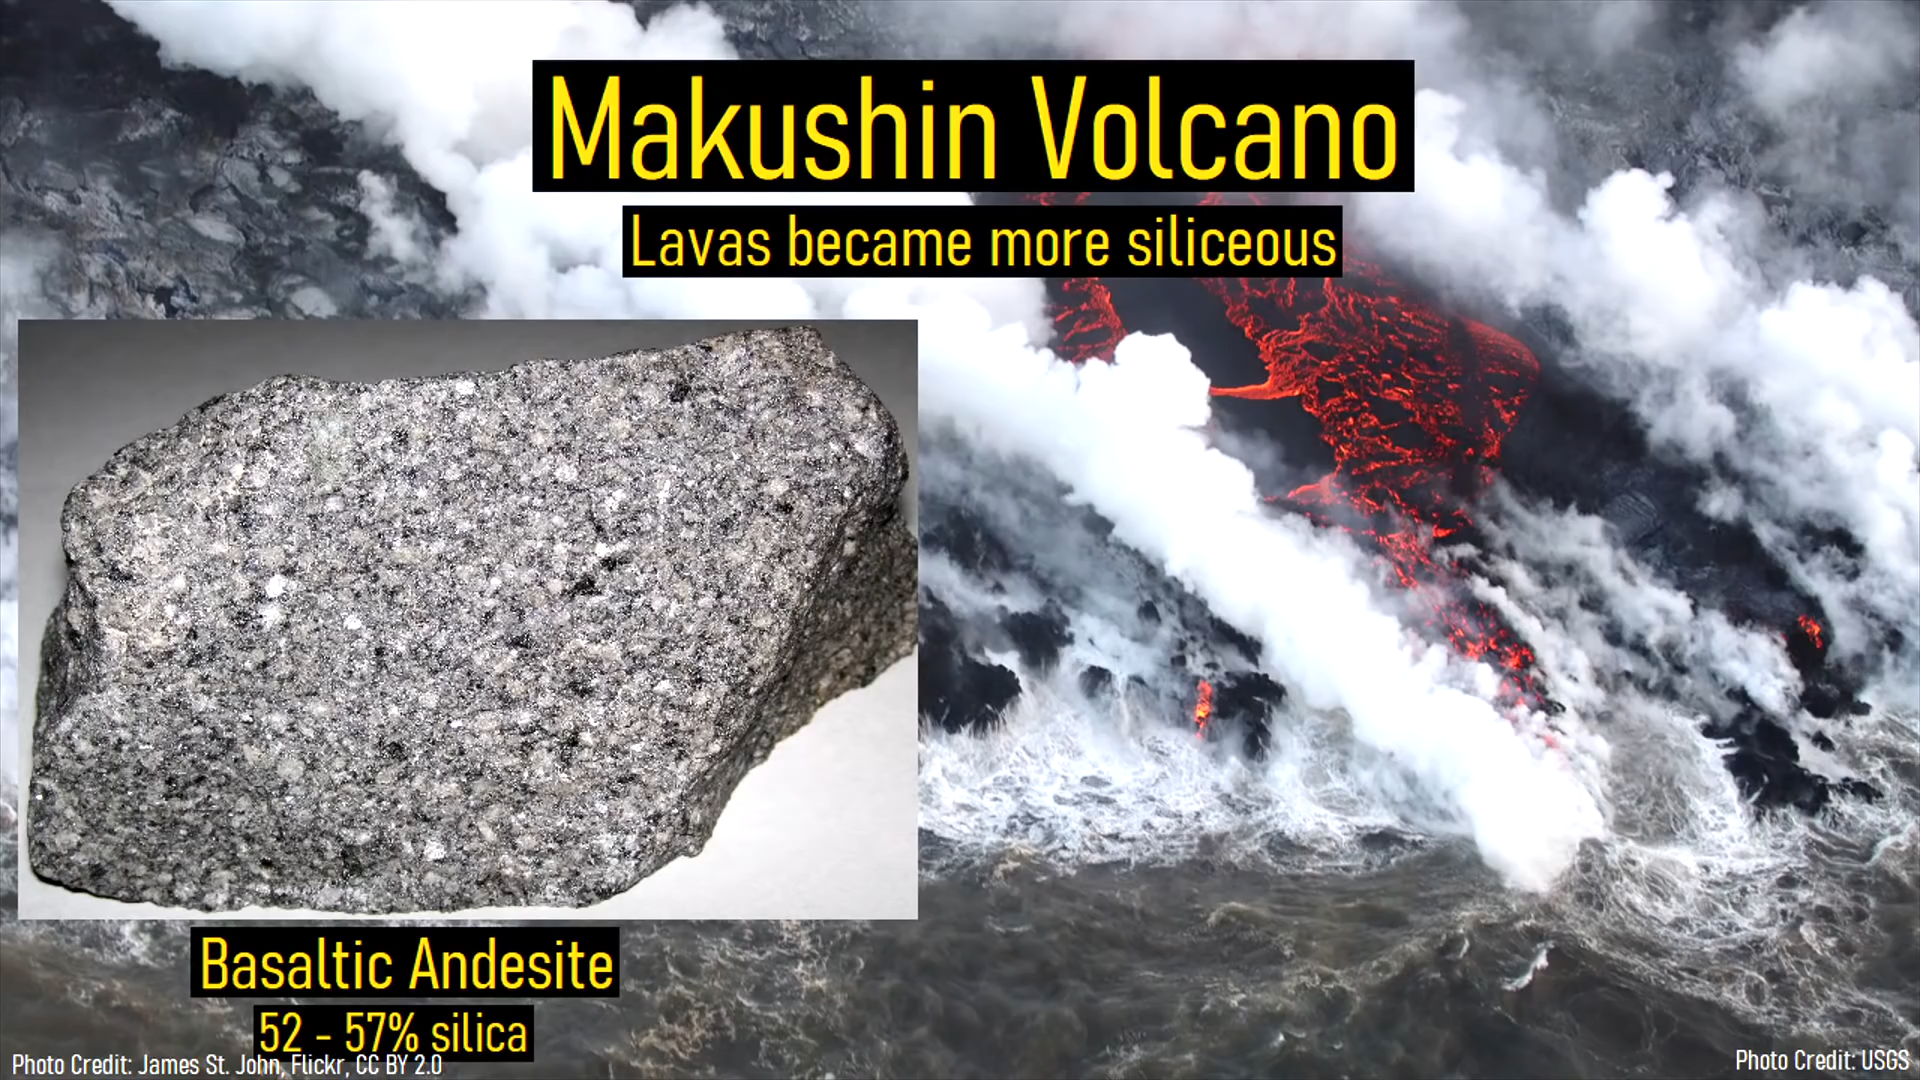 Makushin Volcano
Lavas became more siliceous
Basaltic Andesite
52 - 57% silica
Photo Credit: James St. John, Flickr, CC BY 2.0
Photo Credit: USGS